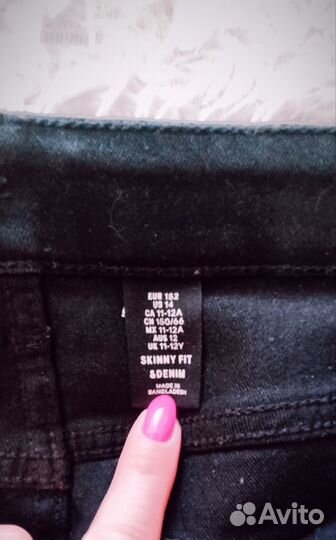 EUR 152
US 14
CA 11-12A
CN 150/66
MX 11-12A
AUS 12
UK 11-12Y
SKINNY FIT
&DENIM
MADE IN
BANGLADESH
Avito